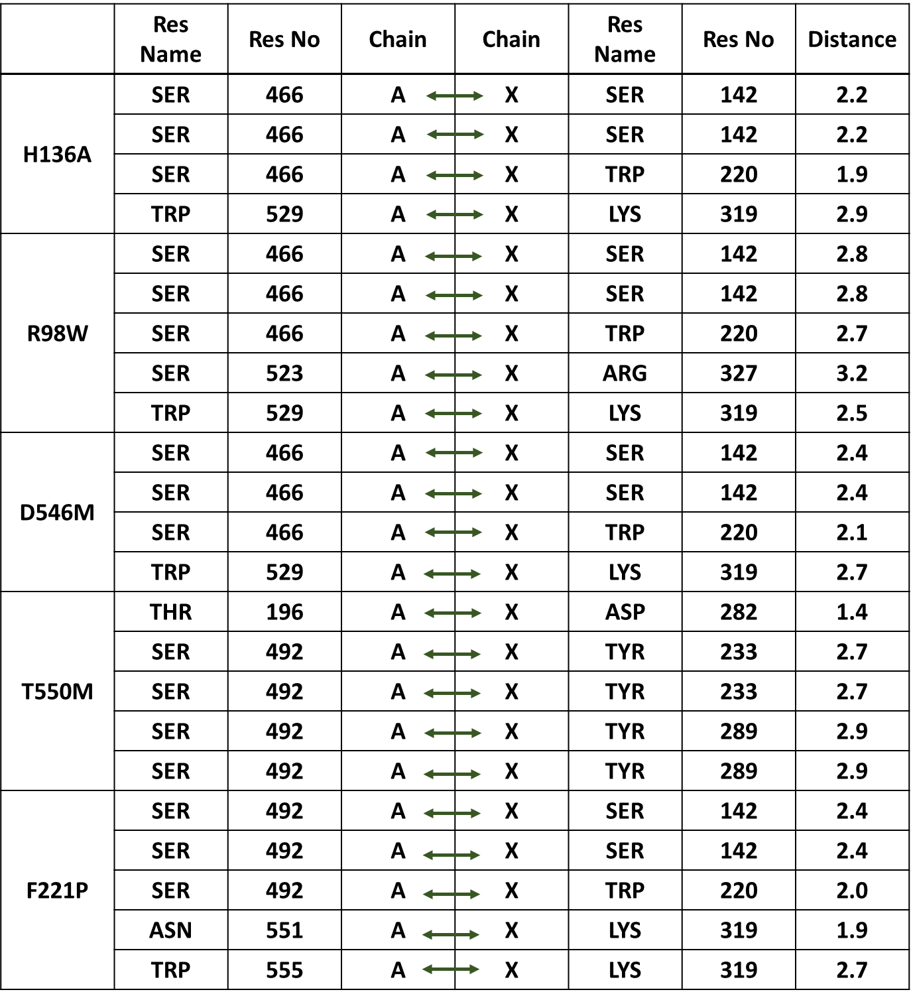 Res Name Res No Chain Chain Res Name Res No Distance
H136A
SER 466 A X SER 142 2.2
SER 466 A X SER 142 2.2
SER 466 A X TRP 220 1.9
TRP 529 A X LYS 319 2.9
R98W
SER 466 A X SER 142 2.8
SER 466 A X SER 142 2.8
SER 466 A X TRP 220 2.7
SER 523 A X ARG 327 3.2
TRP 529 A X LYS 319 2.5
D546M
SER 466 A X SER 142 2.4
SER 466 A X SER 142 2.4
SER 466 A X TRP 220 2.1
TRP 529 A X LYS 319 2.7
T550M
THR 196 A X ASP 282 1.4
SER 492 A X TYR 233 2.7
SER 492 A X TYR 233 2.7
SER 492 A X TYR 289 2.9
SER 492 A X TYR 289 2.9
F221P
SER 492 A X SER 142 2.4
SER 492 A X SER 142 2.4
SER 492 A X TRP 220 2.0
ASN 551 A X LYS 319 1.9
TRP 555 A X LYS 319 2.7